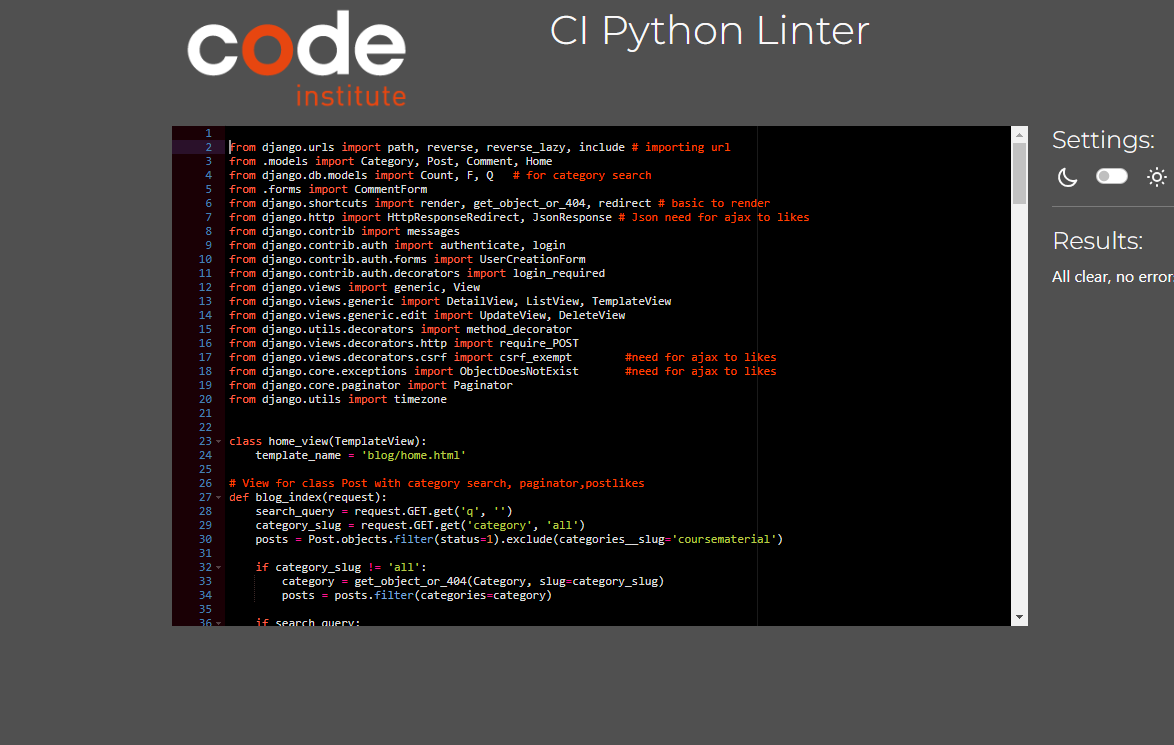 code
institute
CI Python Linter
1
2 from django.urls import path, reverse, reverse_lazy, include # importing url
3 from .models import Category, Post, Comment, Home
4 from django.db.models import Count, F, Q # for category search
5 from .forms import CommentForm
6 from django.shortcuts import render, get_object_or_404, redirect # basic to render
7 from django.http import HttpResponseRedirect, JsonResponse # Json need for ajax to likes
8 from django.contrib import messages
9 from django.contrib.auth import authenticate, login
10 from django.contrib.auth.forms import UserCreationForm
11 from django.contrib.auth.decorators import login_required
12 from django.views import generic, View
13 from django.views.generic import DetailView, ListView, TemplateView
14 from django.views.generic.edit import UpdateView, DeleteView
15 from django.utils.decorators import method_decorator
16 from django.views.decorators.http import require_POST
17 from django.views.decorators.csrf import csrf_exempt #need for ajax to likes
18 from django.core.exceptions import ObjectDoesNotExist #need for ajax to likes
19 from django.core.paginator import Paginator
20 from django.utils import timezone
21
22
23 class home_view(TemplateView):
24 template_name = 'blog/home.html'
25
26 # View for class Post with category search, paginator,postlikes
27 def blog_index(request):
28 search_query = request.GET.get('q', '')
29 category_slug = request.GET.get('category', 'all')
30 posts = Post.objects.filter(status=1).exclude(categories__slug='coursematerial')
31
32 if category_slug != 'all':
33 category = get_object_or_404(Category, slug=category_slug)
34 posts = posts.filter(categories=category)
35
36 if search_query:
Settings:
Results:
All clear, no error